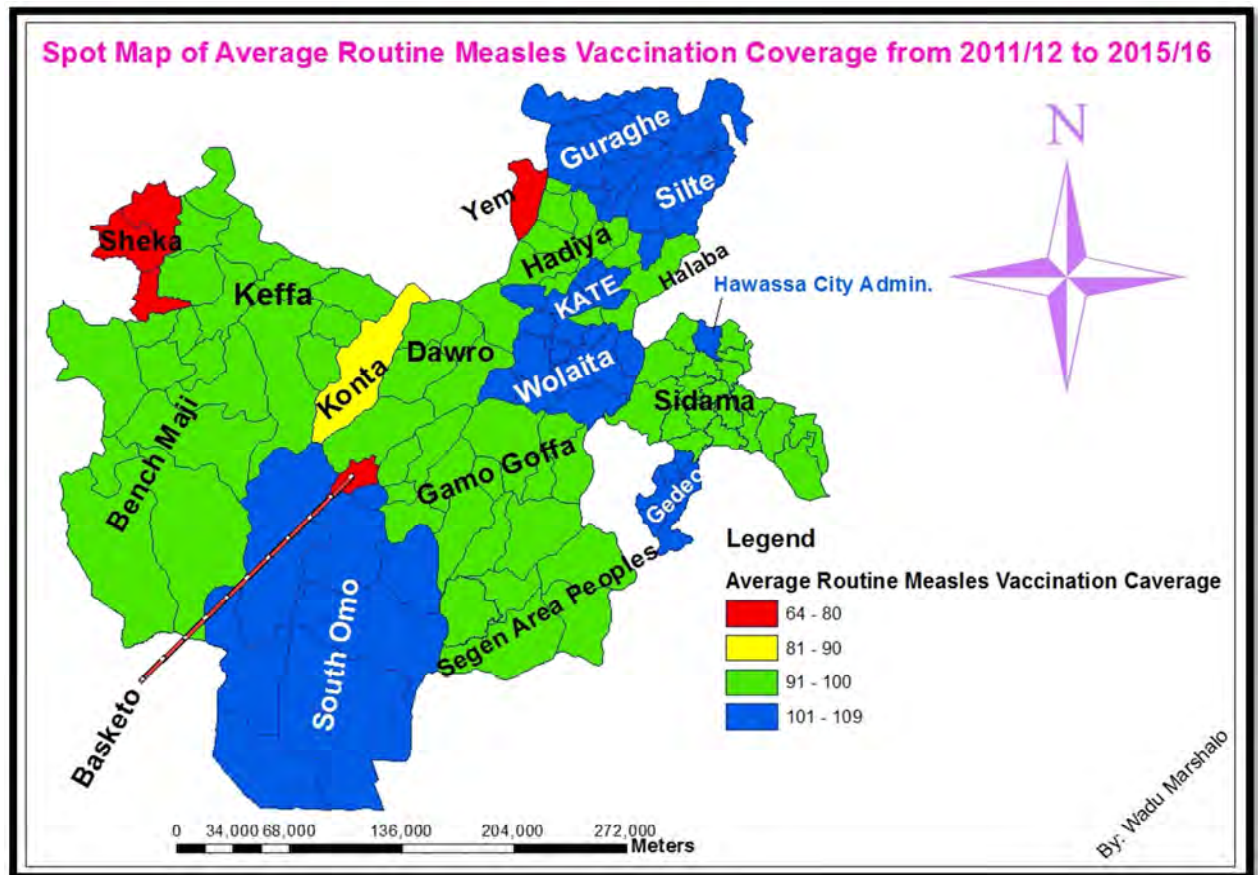 Spot Map of Average Routine Measles Vaccination Coverage from 2011/12 to 2015/16
N
Guraghe
Silte
Yem
Sheka
Hadiya
Halaba
Keffa
KATE
Hawassa City Admin.
Dawro
Konta
Wolaita
Sidama
Bench Maji
Gamo Goffa
Gedeo
Segen Area Peoples
South Omo
Basketo
Legend
Average Routine Measles Vaccination Caverage
64 - 80
81 - 90
91 - 100
101 - 109
By: Wadu Marshalo
0 34,000 68,000 136,000 204,000 272,000
Meters